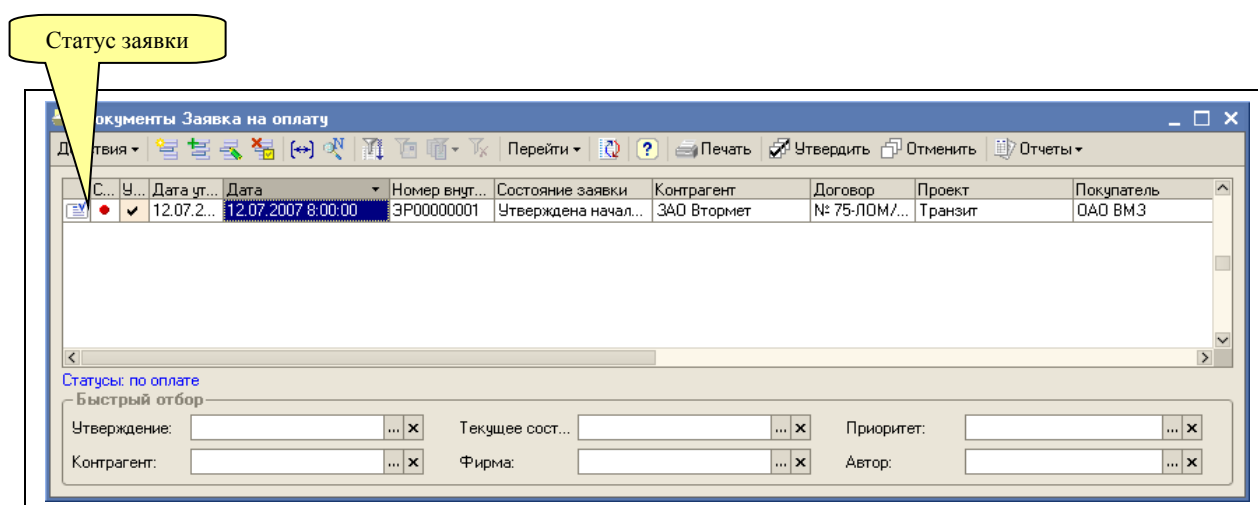 Статус заявки
Документы Заявка на оплату
Действия Перейти ? Печать Утвердить Отменить Отчеты
С... У... Дата ут... Дата Номер внут... Состояние заявки Контрагент Договор Проект Покупатель
12.07.2... 12.07.2007 8:00:00 ЭР00000001 Утверждена начал... ЗАО Втормет № 75-ЛОМ/... Транзит ОАО ВМЗ
Статусы: по оплате
Быстрый отбор
Утверждение: ... x Текущее сост... ... x Приоритет: ... x
Контрагент: ... x Фирма: ... x Автор: ... x